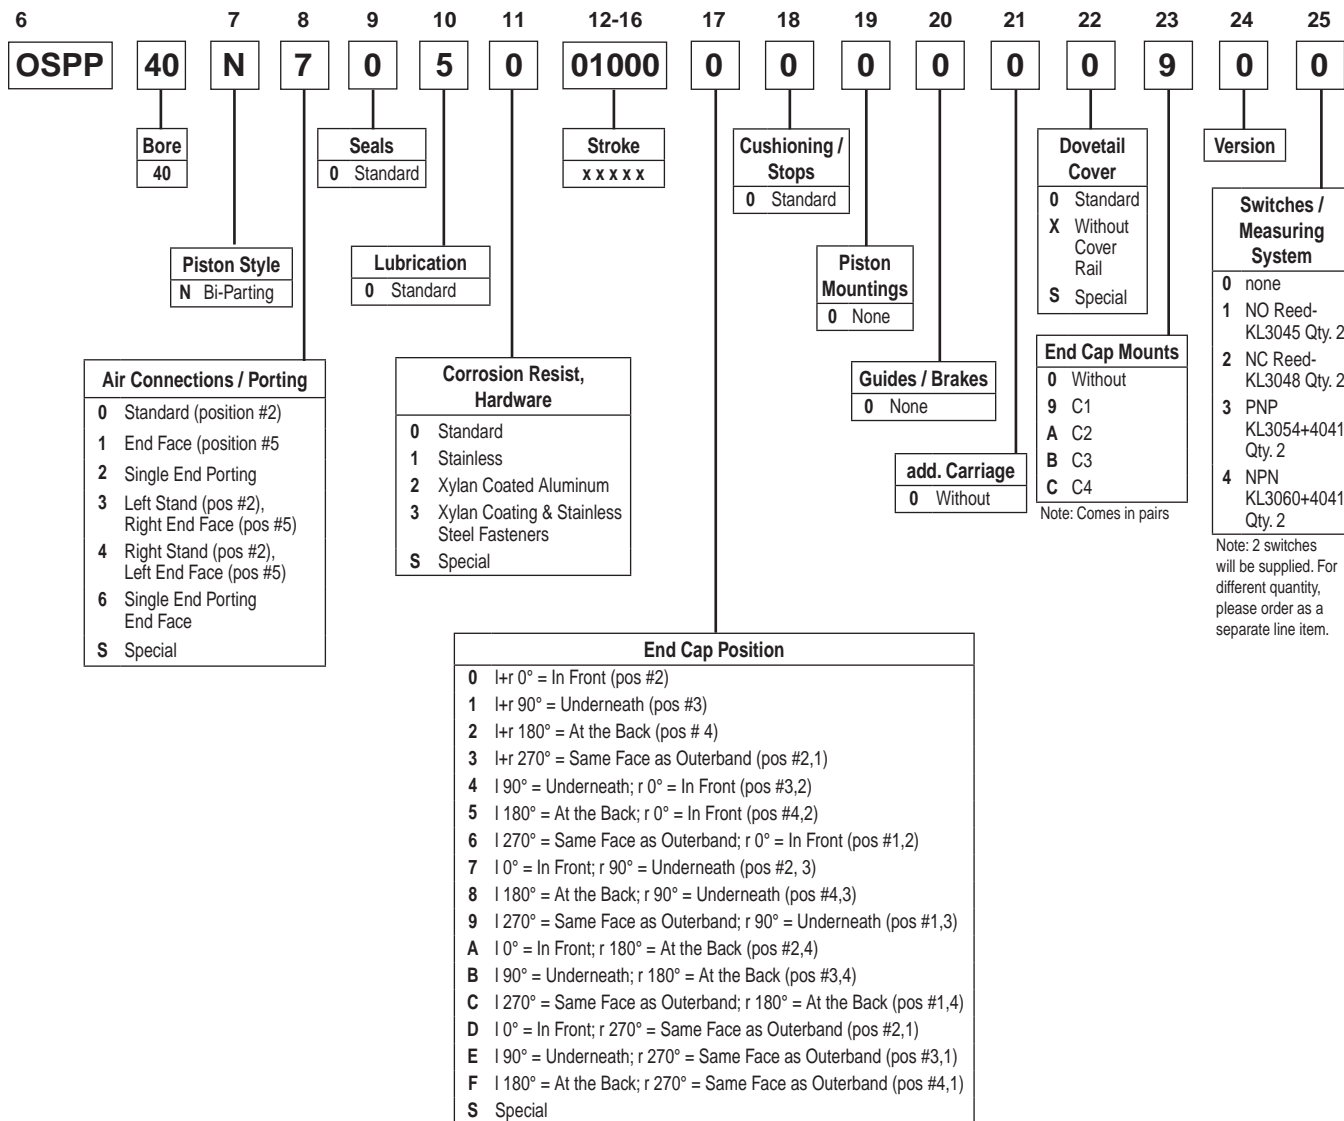 6 7 8 9 10 11 12-16 17 18 19 20 21 22 23 24 25
OSPP 40 N 7 0 5 0 01000 0 0 0 0 0 0 9 0 0
Bore
40
Piston Style
N Bi-Parting
Air Connections / Porting
0 Standard (position #2)
1 End Face (position #5
2 Single End Porting
3 Left Stand (pos #2),
Right End Face (pos #5)
4 Right Stand (pos #2),
Left End Face (pos #5)
6 Single End Porting
End Face
S Special
Seals
0 Standard
Lubrication
0 Standard
Corrosion Resist,
Hardware
0 Standard
1 Stainless
2 Xylan Coated Aluminum
3 Xylan Coating & Stainless
Steel Fasteners
S Special
Stroke
x x x x x
End Cap Position
0 l+r 0° = In Front (pos #2)
1 l+r 90° = Underneath (pos #3)
2 l+r 180° = At the Back (pos # 4)
3 l+r 270° = Same Face as Outerband (pos #2,1)
4 l 90° = Underneath; r 0° = In Front (pos #3,2)
5 l 180° = At the Back; r 0° = In Front (pos #4,2)
6 l 270° = Same Face as Outerband; r 0° = In Front (pos #1,2)
7 l 0° = In Front; r 90° = Underneath (pos #2, 3)
8 l 180° = At the Back; r 90° = Underneath (pos #4,3)
9 l 270° = Same Face as Outerband; r 90° = Underneath (pos #1,3)
A l 0° = In Front; r 180° = At the Back (pos #2,4)
B l 90° = Underneath; r 180° = At the Back (pos #3,4)
C l 270° = Same Face as Outerband; r 180° = At the Back (pos #1,4)
D l 0° = In Front; r 270° = Same Face as Outerband (pos #2,1)
E l 90° = Underneath; r 270° = Same Face as Outerband (pos #3,1)
F l 180° = At the Back; r 270° = Same Face as Outerband (pos #4,1)
S Special
Cushioning /
Stops
0 Standard
Piston
Mountings
0 None
Guides / Brakes
0 None
add. Carriage
0 Without
Dovetail
Cover
0 Standard
X Without
Cover
Rail
S Special
End Cap Mounts
0 Without
9 C1
A C2
B C3
C C4
Note: Comes in pairs
Version
Switches /
Measuring
System
0 none
1 NO Reed-
KL3045 Qty. 2
2 NC Reed-
KL3048 Qty. 2
3 PNP
KL3054+4041
Qty. 2
4 NPN
KL3060+4041
Qty. 2
Note: 2 switches
will be supplied. For
different quantity,
please order as a
separate line item.